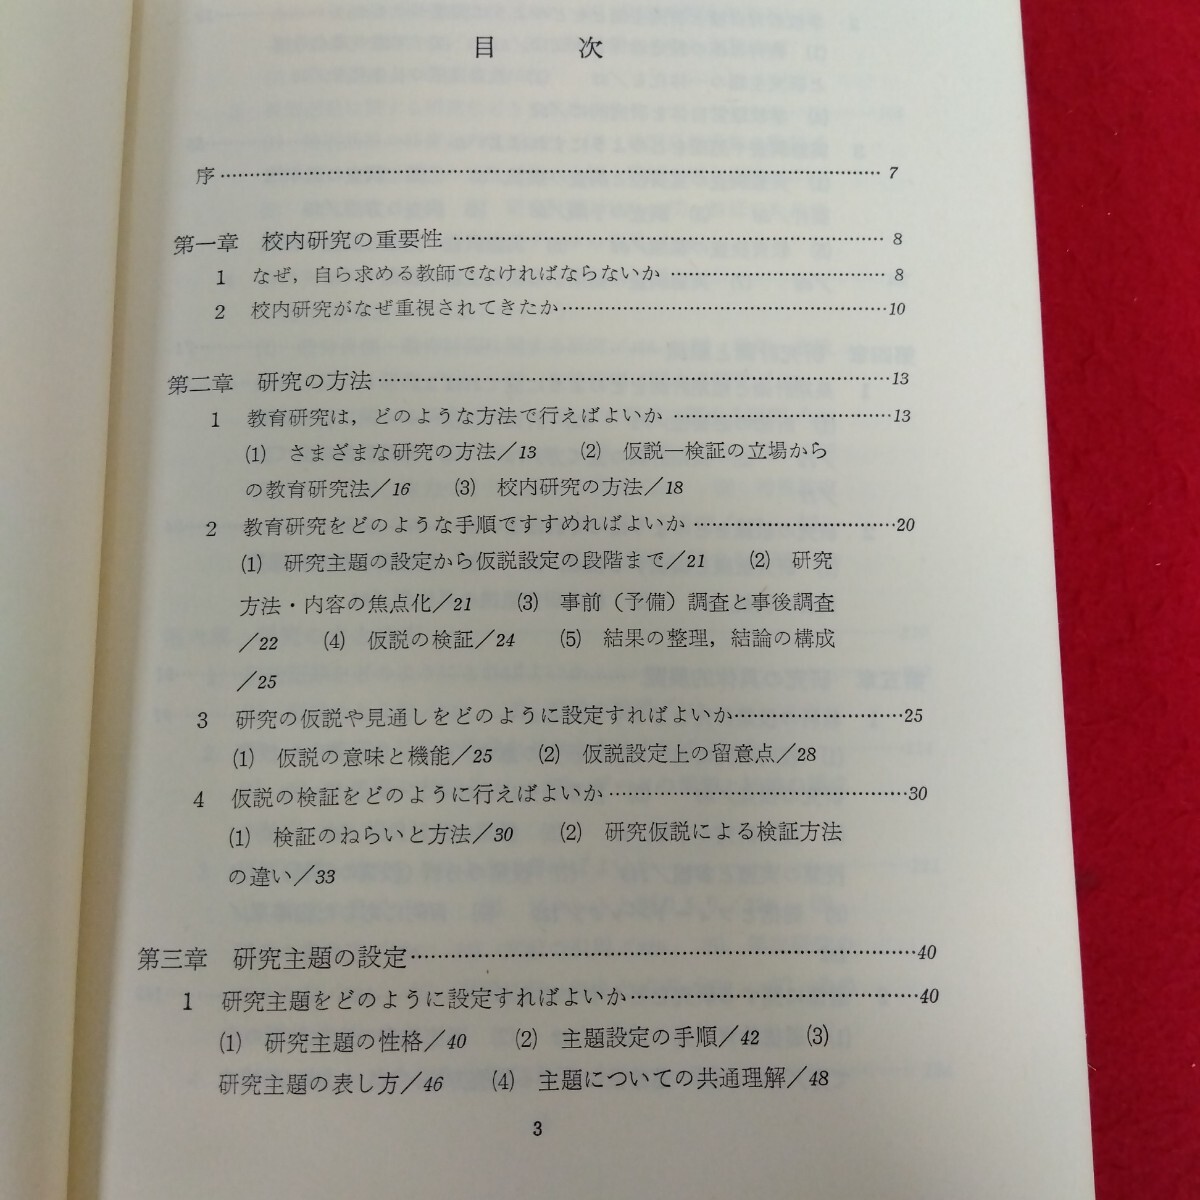 目　次
序……………………………………………………………7
第一章　校内研究の重要性……………………………………8
1　なぜ，自ら求める教師でなければならないか……………………8
2　校内研究がなぜ重視されてきたか……………………………10
第二章　研究の方法……………………………………………13
1　教育研究は，どのような方法で行えばよいか……………………13
(1)　さまざまな研究の方法／13　(2)　仮説—検証の立場から
の教育研究法／16　(3)　校内研究の方法／18
2　教育研究をどのような手順ですすめればよいか…………………20
(1)　研究主題の設定から仮説設定の段階まで／21　(2)　研究
方法・内容の焦点化／21　(3)　事前（予備）調査と事後調査
／22　(4)　仮説の検証／24　(5)　結果の整理，結論の構成
／25
3　研究の仮説や見通しをどのように設定すればよいか………………25
(1)　仮説の意味と機能／25　(2)　仮説設定上の留意点／28
4　仮説の検証をどのように行えばよいか…………………………30
(1)　検証のねらいと方法／30　(2)　研究仮説による検証方法
の違い／33
第三章　研究主題の設定…………………………………………40
1　研究主題をどのように設定すればよいか………………………40
(1)　研究主題の性格／40　(2)　主題設定の手順／42　(3)
研究主題の表し方／46　(4)　主題についての共通理解／48
3